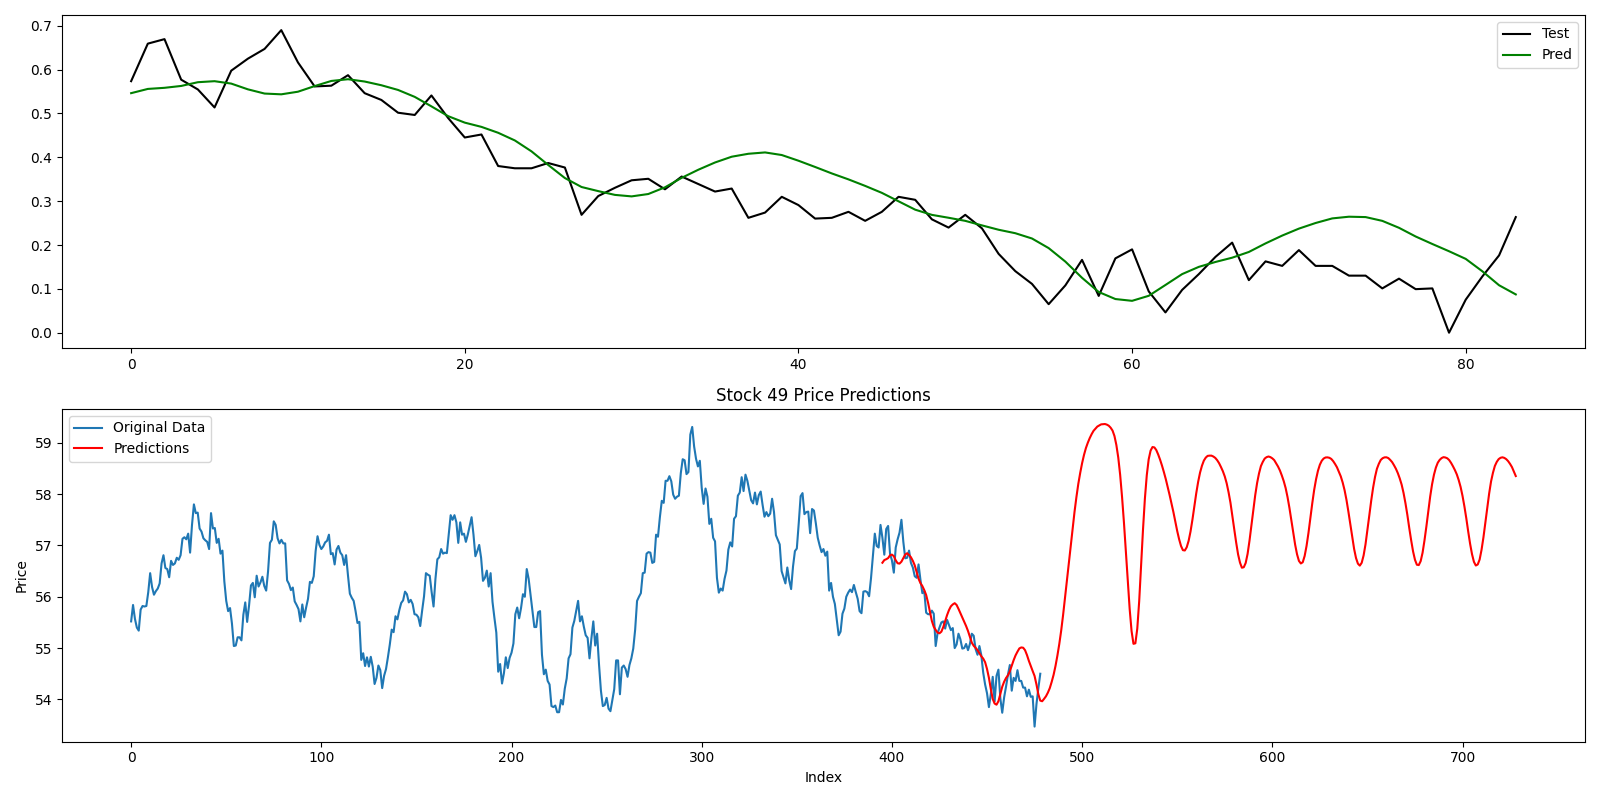 0.7
0.6
0.5
0.4
0.3
0.2
0.1
0.0
Test
Pred
0 20 40 60 80
Stock 49 Price Predictions
Original Data
Predictions
Price
59
58
57
56
55
54
0 100 200 300 400 500 600 700
Index